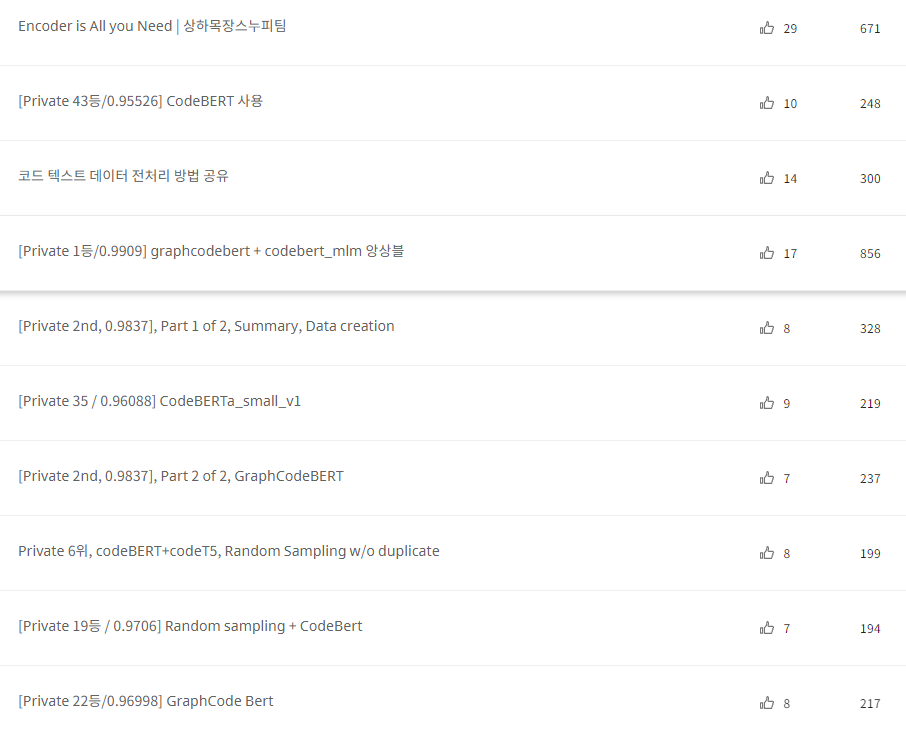 Encoder is All you Need | 상하목장스누피팀 29 671
[Private 43등/0.95526] CodeBERT 사용 10 248
코드 텍스트 데이터 전처리 방법 공유 14 300
[Private 1등/0.9909] graphcodebert + codebert_mlm 앙상블 17 856
[Private 2nd, 0.9837], Part 1 of 2, Summary, Data creation 8 328
[Private 35 / 0.96088] CodeBERTa_small_v1 9 219
[Private 2nd, 0.9837], Part 2 of 2, GraphCodeBERT 7 237
Private 6위, codeBERT+codeT5, Random Sampling w/o duplicate 8 199
[Private 19등 / 0.9706] Random sampling + CodeBert 7 194
[Private 22등/0.96998] GraphCode Bert 8 217